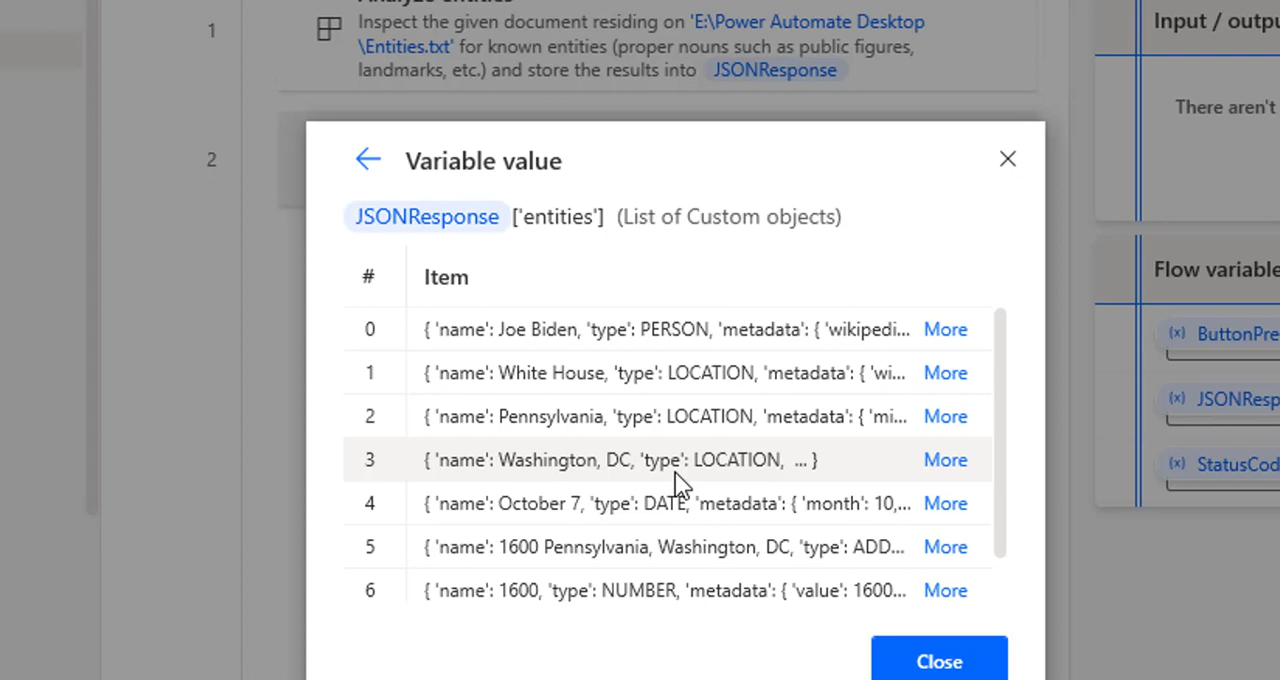 Analyze entities
1
Inspect the given document residing on 'E:\Power Automate Desktop
\Entities.txt' for known entities (proper nouns such as public figures,
landmarks, etc.) and store the results into JSONResponse
2
Variable value
JSONResponse ['entities'] (List of Custom objects)
# Item
0 { 'name': Joe Biden, 'type': PERSON, 'metadata': { 'wikipedi... More
1 { 'name': White House, 'type': LOCATION, 'metadata': { 'wi... More
2 { 'name': Pennsylvania, 'type': LOCATION, 'metadata': { 'mi... More
3 { 'name': Washington, DC, 'type': LOCATION, ... } More
4 { 'name': October 7, 'type': DATE, 'metadata': { 'month': 10,... More
5 { 'name': 1600 Pennsylvania, Washington, DC, 'type': ADD... More
6 { 'name': 1600, 'type': NUMBER, 'metadata': { 'value': 1600... More
Close
Input / outpu
There aren't
Flow variable
(x) ButtonPre
(x) JSONResp
(x) StatusCod